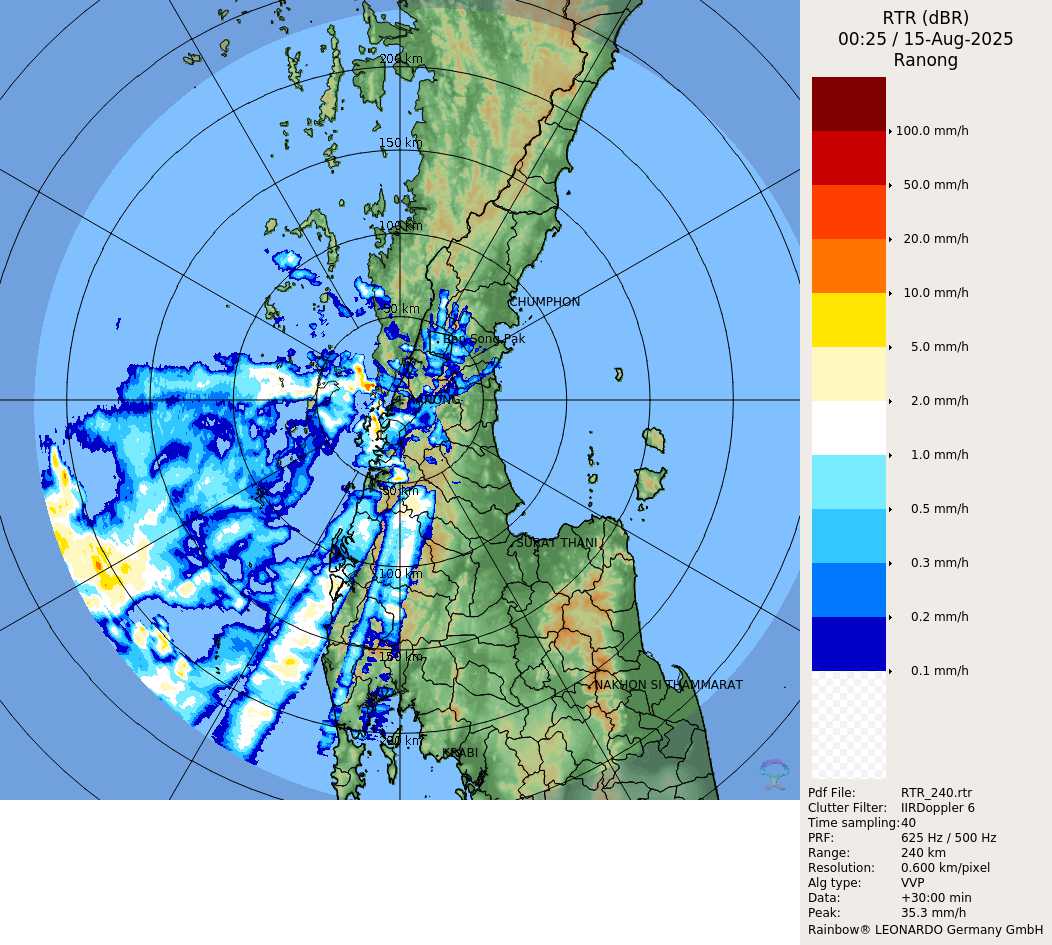 RTR (dBR)
00:25 / 15-Aug-2025
Ranong
100.0 mm/h
50.0 mm/h
20.0 mm/h
10.0 mm/h
5.0 mm/h
2.0 mm/h
1.0 mm/h
0.5 mm/h
0.3 mm/h
0.2 mm/h
0.1 mm/h
Pdf File: RTR_240.rtr
Clutter Filter: IIRDoppler 6
Time sampling: 40
PRF: 625 Hz / 500 Hz
Range: 240 km
Resolution: 0.600 km/pixel
Alg type: VVP
Data: +30:00 min
Peak: 35.3 mm/h
Rainbow® LEONARDO Germany GmbH
200 km
150 km
100 km
50 km
CHUMPHON
RANONG
50 km
SURAT THANI
100 km
150 km
NAKHON SI THAMMARAT
200 km
KRABI